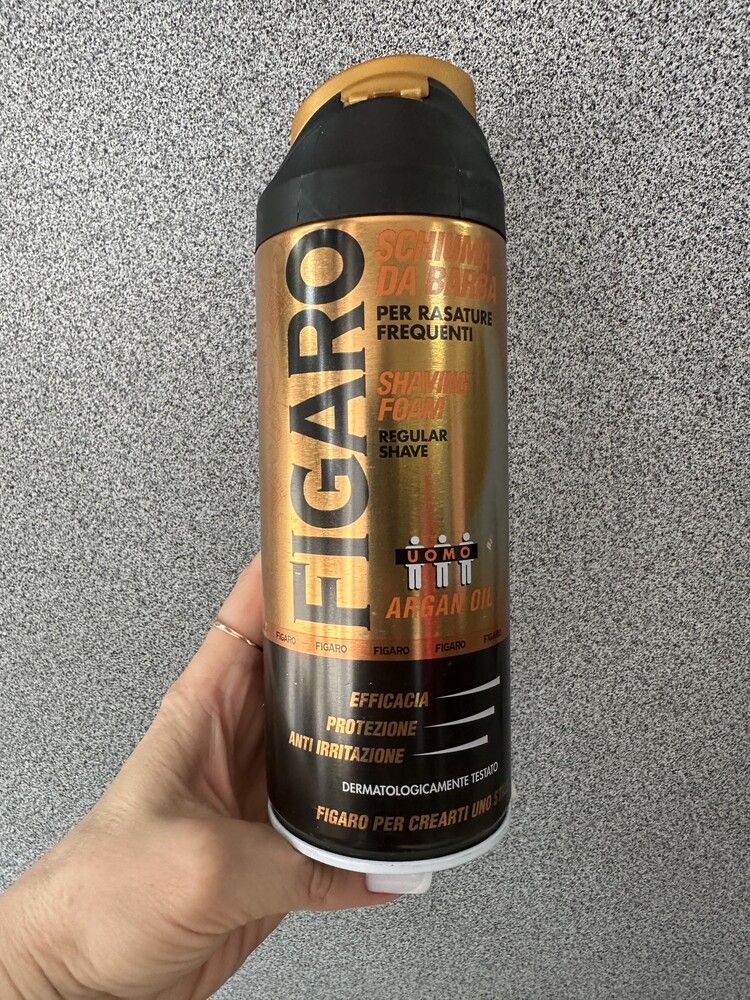 FIGARO
SCHIUMA
DA BARBA
PER RASATURE
FREQUENTI
SHAVING
FOAM
REGULAR
SHAVE
UOMO
ARGAN OIL
FIGARO FIGARO FIGARO FIGARO FIGARO
EFFICACIA
PROTEZIONE
ANTI IRRITAZIONE
DERMATOLOGICAMENTE TESTATO
FIGARO PER CREARTI UNO